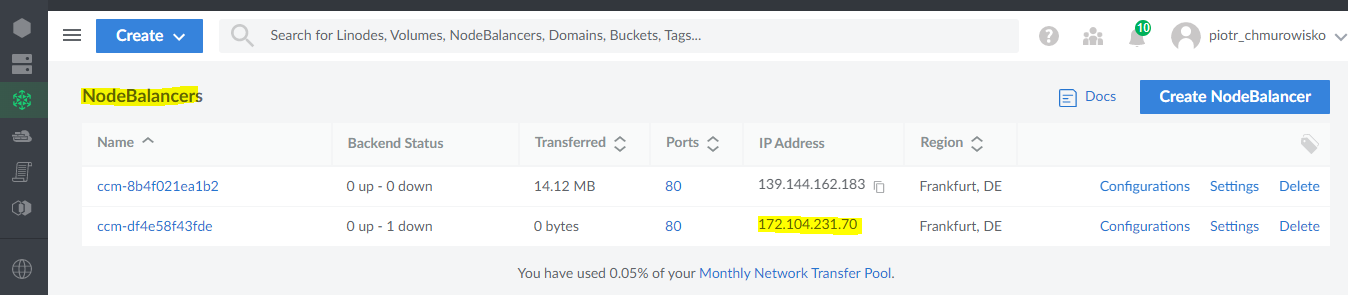 Create
Search for Linodes, Volumes, NodeBalancers, Domains, Buckets, Tags...
10
piotr_chmurowisko
NodeBalancers
Docs
Create NodeBalancer
Name Backend Status Transferred Ports IP Address Region
ccm-8b4f021ea1b2 0 up - 0 down 14.12 MB 80 139.144.162.183 Frankfurt, DE Configurations Settings Delete
ccm-df4e58f43fde 0 up - 1 down 0 bytes 80 172.104.231.70 Frankfurt, DE Configurations Settings Delete
You have used 0.05% of your Monthly Network Transfer Pool.